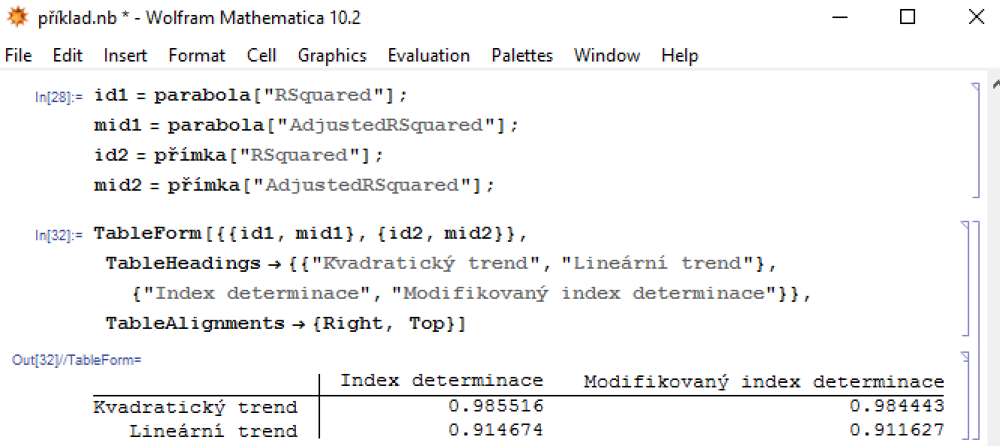 příklad.nb * - Wolfram Mathematica 10.2
File Edit Insert Format Cell Graphics Evaluation Palettes Window Help
In[28]:= id1 = parabola["RSquared"];
mid1 = parabola["AdjustedRSquared"];
id2 = přímka["RSquared"];
mid2 = přímka["AdjustedRSquared"];
In[32]:= TableForm[{{id1, mid1}, {id2, mid2}},
TableHeadings → {{"Kvadratický trend", "Lineární trend"},
{"Index determinace", "Modifikovaný index determinace"}},
TableAlignments → {Right, Top}]
Out[32]//TableForm=
Index determinace Modifikovaný index determinace
Kvadratický trend 0.985516 0.984443
Lineární trend 0.914674 0.911627